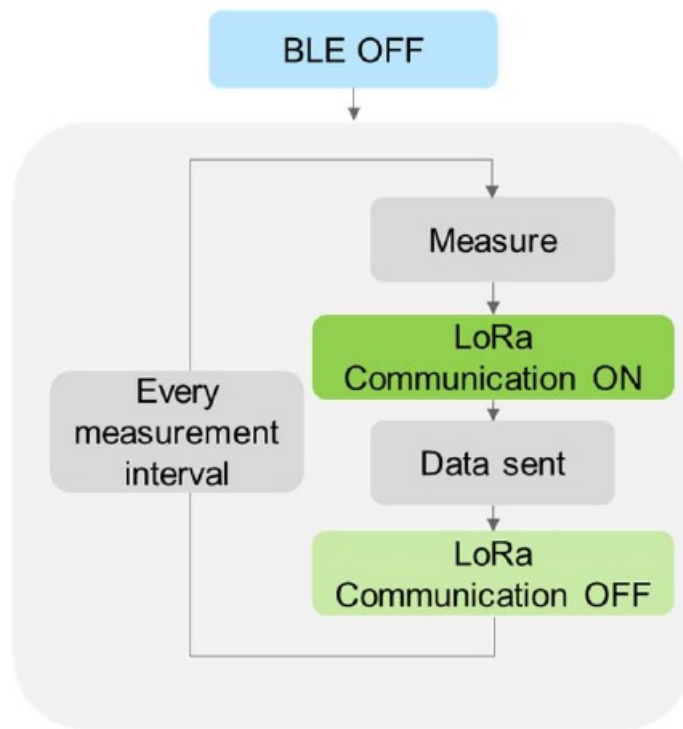 BLE OFF
Measure
LoRa
Communication ON
Every
measurement
interval
Data sent
LoRa
Communication OFF